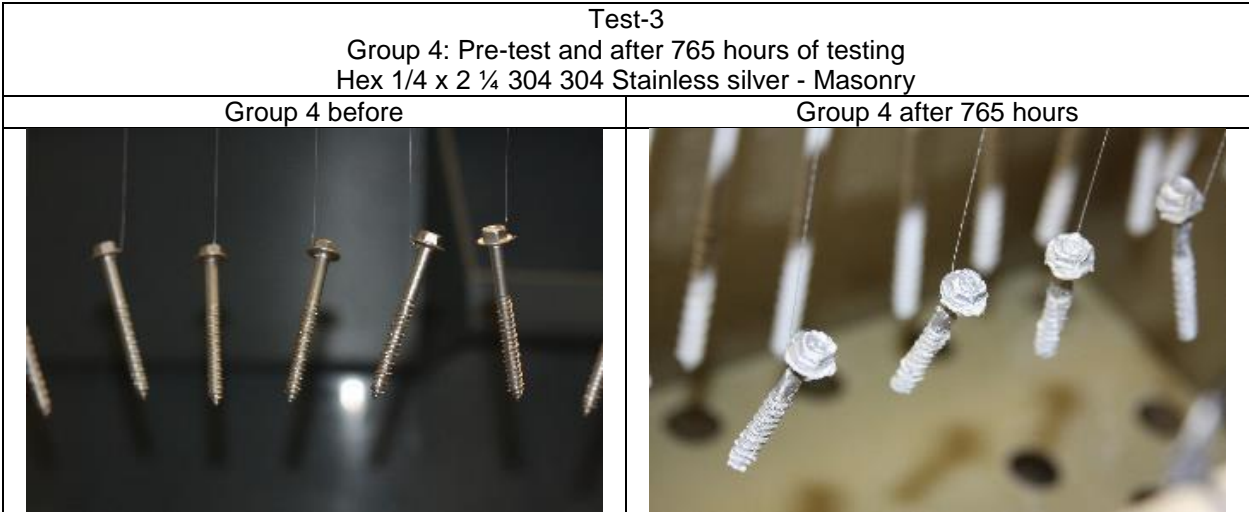 Test-3
Group 4: Pre-test and after 765 hours of testing
Hex 1/4 x 2 ¼ 304 304 Stainless silver - Masonry
Group 4 before
Group 4 after 765 hours